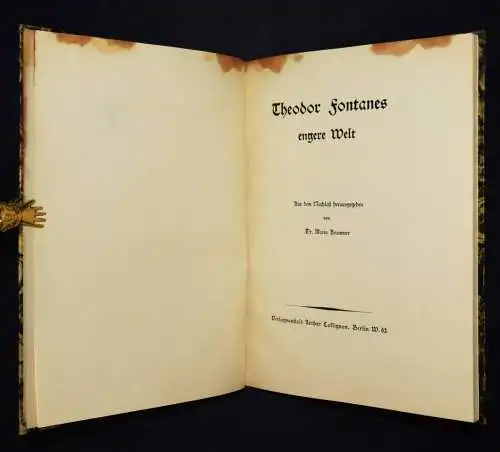 Theodor Fontanes
engere Welt
Aus dem Nachlaß herausgegeben
von
Dr. Mario Krammer
Verlagsanstalt Arthur Collignon, Berlin W. 62